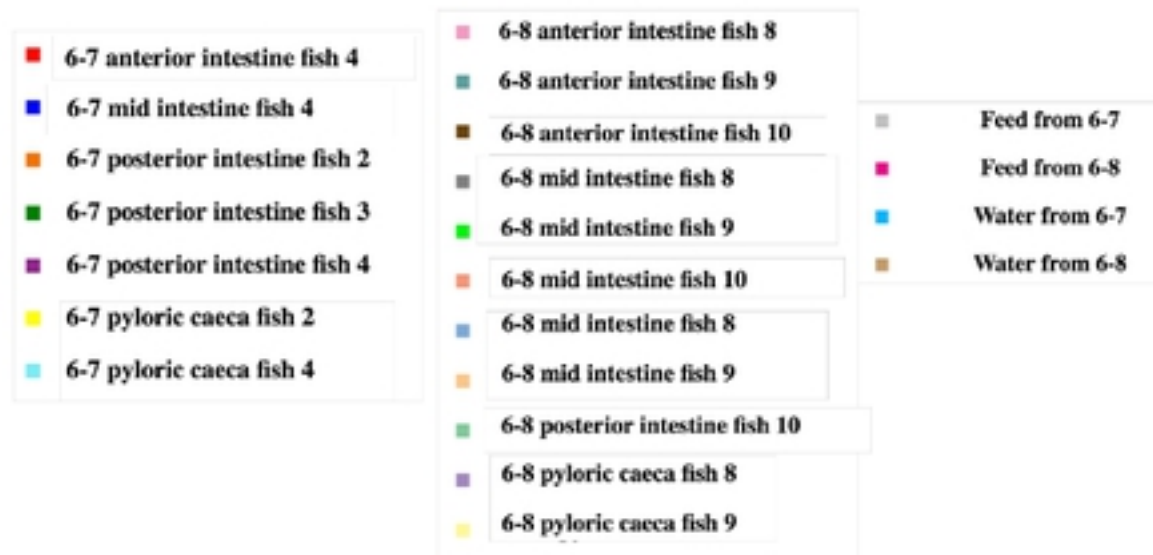 6-7 anterior intestine fish 4
6-7 mid intestine fish 4
6-7 posterior intestine fish 2
6-7 posterior intestine fish 3
6-7 posterior intestine fish 4
6-7 pyloric caeca fish 2
6-7 pyloric caeca fish 4
6-8 anterior intestine fish 8
6-8 anterior intestine fish 9
6-8 anterior intestine fish 10
6-8 mid intestine fish 8
6-8 mid intestine fish 9
6-8 mid intestine fish 10
6-8 mid intestine fish 8
6-8 mid intestine fish 9
6-8 posterior intestine fish 10
6-8 pyloric caeca fish 8
6-8 pyloric caeca fish 9
Feed from 6-7
Feed from 6-8
Water from 6-7
Water from 6-8